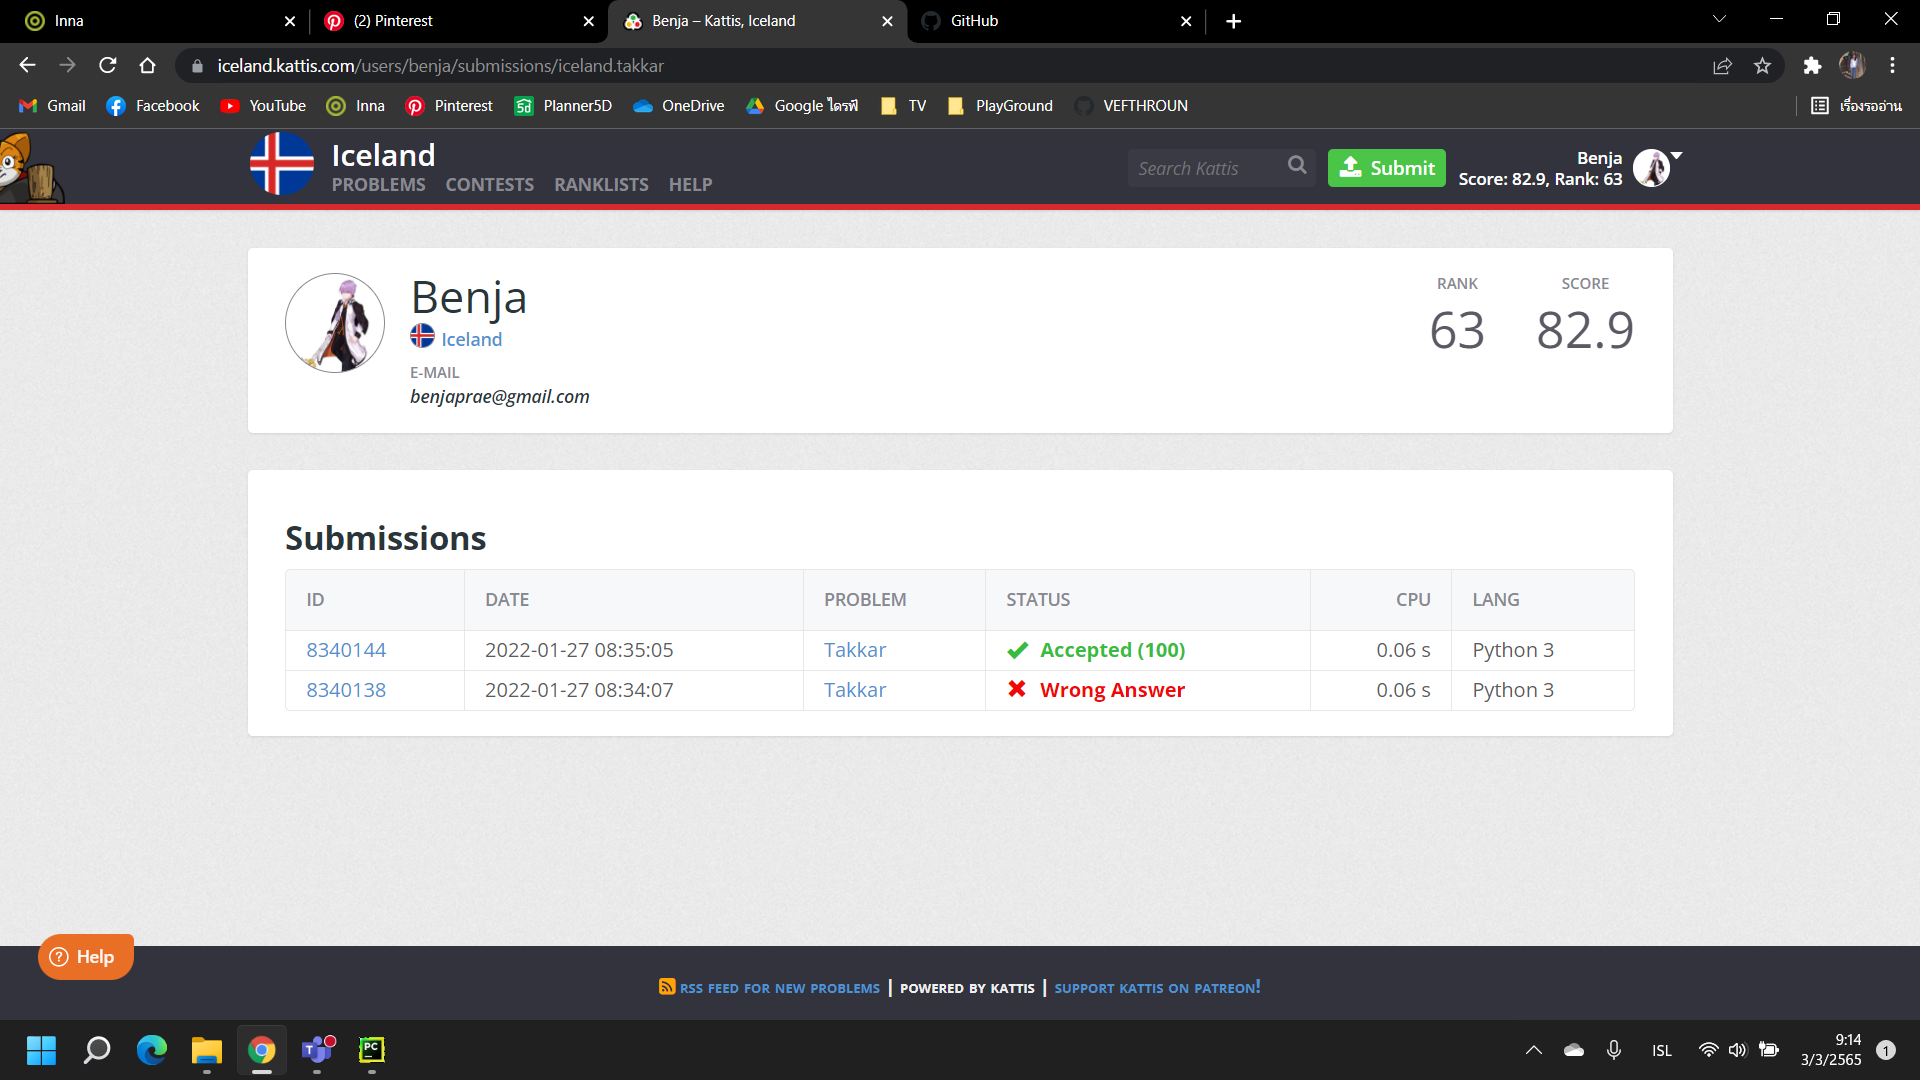 Inna
(2) Pinterest
Benja – Kattis, Iceland
GitHub
iceland.kattis.com/users/benja/submissions/iceland.takkar
Gmail
Facebook
YouTube
Inna
Pinterest
Planner5D
OneDrive
Google ไดรฟ์
TV
PlayGround
VEFTHROUN
เรื่องรออ่าน
Iceland
PROBLEMS CONTESTS RANKLISTS HELP
Search Kattis
Submit
Benja
Score: 82.9, Rank: 63
Benja
Iceland
E-MAIL
benjaprae@gmail.com
RANK SCORE
63 82.9
Submissions
ID DATE PROBLEM STATUS CPU LANG
8340144 2022-01-27 08:35:05 Takkar Accepted (100) 0.06 s Python 3
8340138 2022-01-27 08:34:07 Takkar Wrong Answer 0.06 s Python 3
? Help
RSS FEED FOR NEW PROBLEMS | POWERED BY KATTIS | SUPPORT KATTIS ON PATREON!
T
PC
ISL
9:14
3/3/2565
1